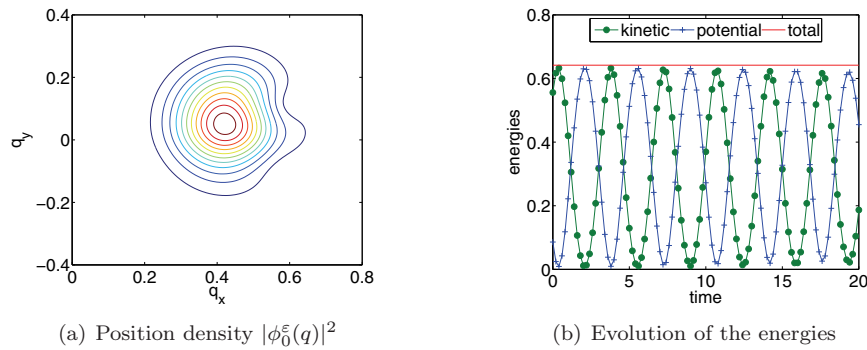 0.4
0.2
0
−0.2
−0.4
q_y
0 0.2 0.4 0.6 0.8
q_x
(a) Position density |ϕ₀^ε(q)|²
kinetic potential total
0.8
0.6
0.4
0.2
0
energies
0 5 10 15 20
time
(b) Evolution of the energies